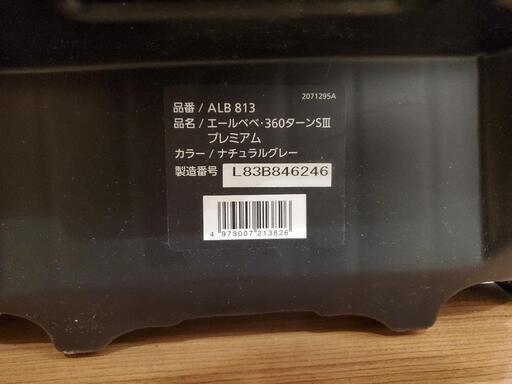 2071295A
品番 / ALB 813
品名 / エールベベ・360ターンSⅢ
プレミアム
カラー / ナチュラルグレー
製造番号 L83B846246
4 973007 213826